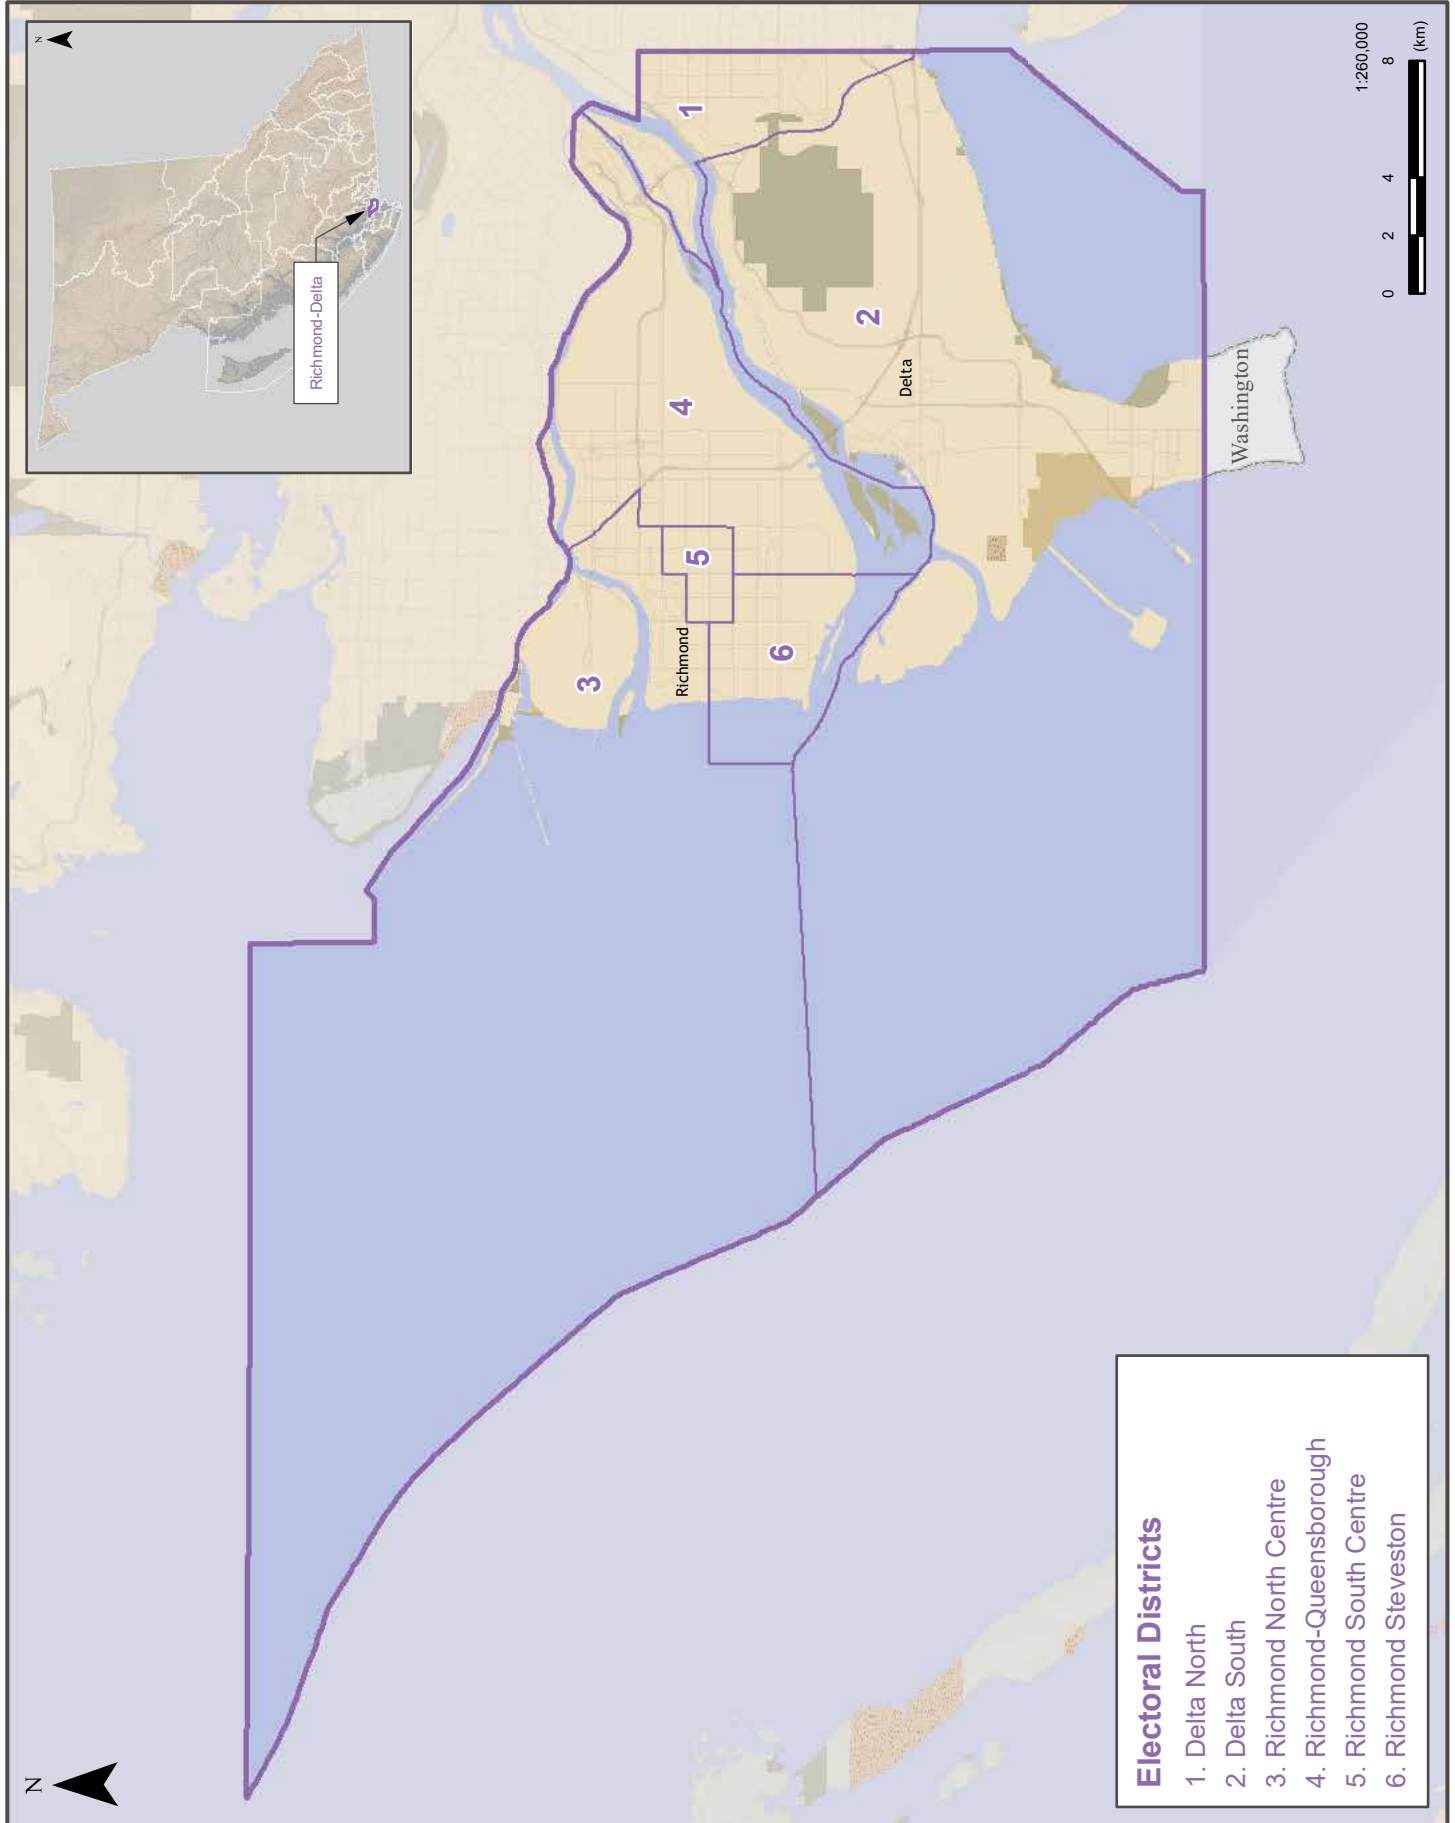 N
N
Richmond-Delta
1
2
3
4
5
6
Richmond
Delta
Washington
Electoral Districts
1. Delta North
2. Delta South
3. Richmond North Centre
4. Richmond-Queensborough
5. Richmond South Centre
6. Richmond Steveston
1:260,000
0 2 4 8
(km)